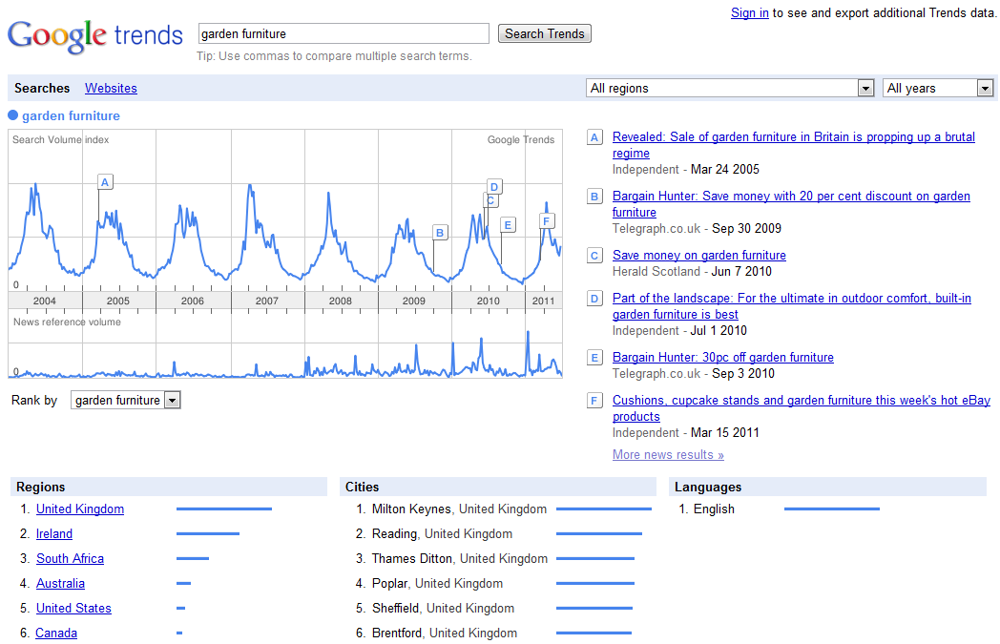 Sign in to see and export additional Trends data.
Google trends
garden furniture
Search Trends
Tip: Use commas to compare multiple search terms.
Searches Websites
All regions
All years
garden furniture
Search Volume index
Google Trends
A
B
C
D
E
F
0
2004 2005 2006 2007 2008 2009 2010 2011
News reference volume
0
Rank by garden furniture
A Revealed: Sale of garden furniture in Britain is propping up a brutal
regime
Independent - Mar 24 2005
B Bargain Hunter: Save money with 20 per cent discount on garden
furniture
Telegraph.co.uk - Sep 30 2009
C Save money on garden furniture
Herald Scotland - Jun 7 2010
D Part of the landscape: For the ultimate in outdoor comfort, built-in
garden furniture is best
Independent - Jul 1 2010
E Bargain Hunter: 30pc off garden furniture
Telegraph.co.uk - Sep 3 2010
F Cushions, cupcake stands and garden furniture this week's hot eBay
products
Independent - Mar 15 2011
More news results »
Regions
1. United Kingdom
2. Ireland
3. South Africa
4. Australia
5. United States
6. Canada
Cities
1. Milton Keynes, United Kingdom
2. Reading, United Kingdom
3. Thames Ditton, United Kingdom
4. Poplar, United Kingdom
5. Sheffield, United Kingdom
6. Brentford, United Kingdom
Languages
1. English